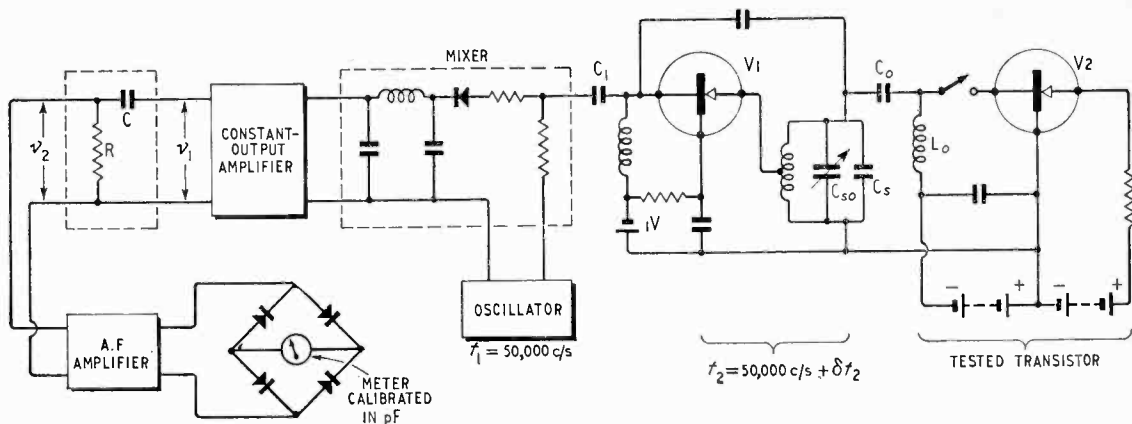 MIXER
C₁
V1
C₀
V2
C
v₂
R
v₁
CONSTANT-
OUTPUT
AMPLIFIER
L₀
Cs₀
Cs
1V
OSCILLATOR
f₁ = 50,000 c/s
A.F
AMPLIFIER
METER
CALIBRATED
IN pF
f₂ = 50,000 c/s + δf₂
− + − +
TESTED TRANSISTOR